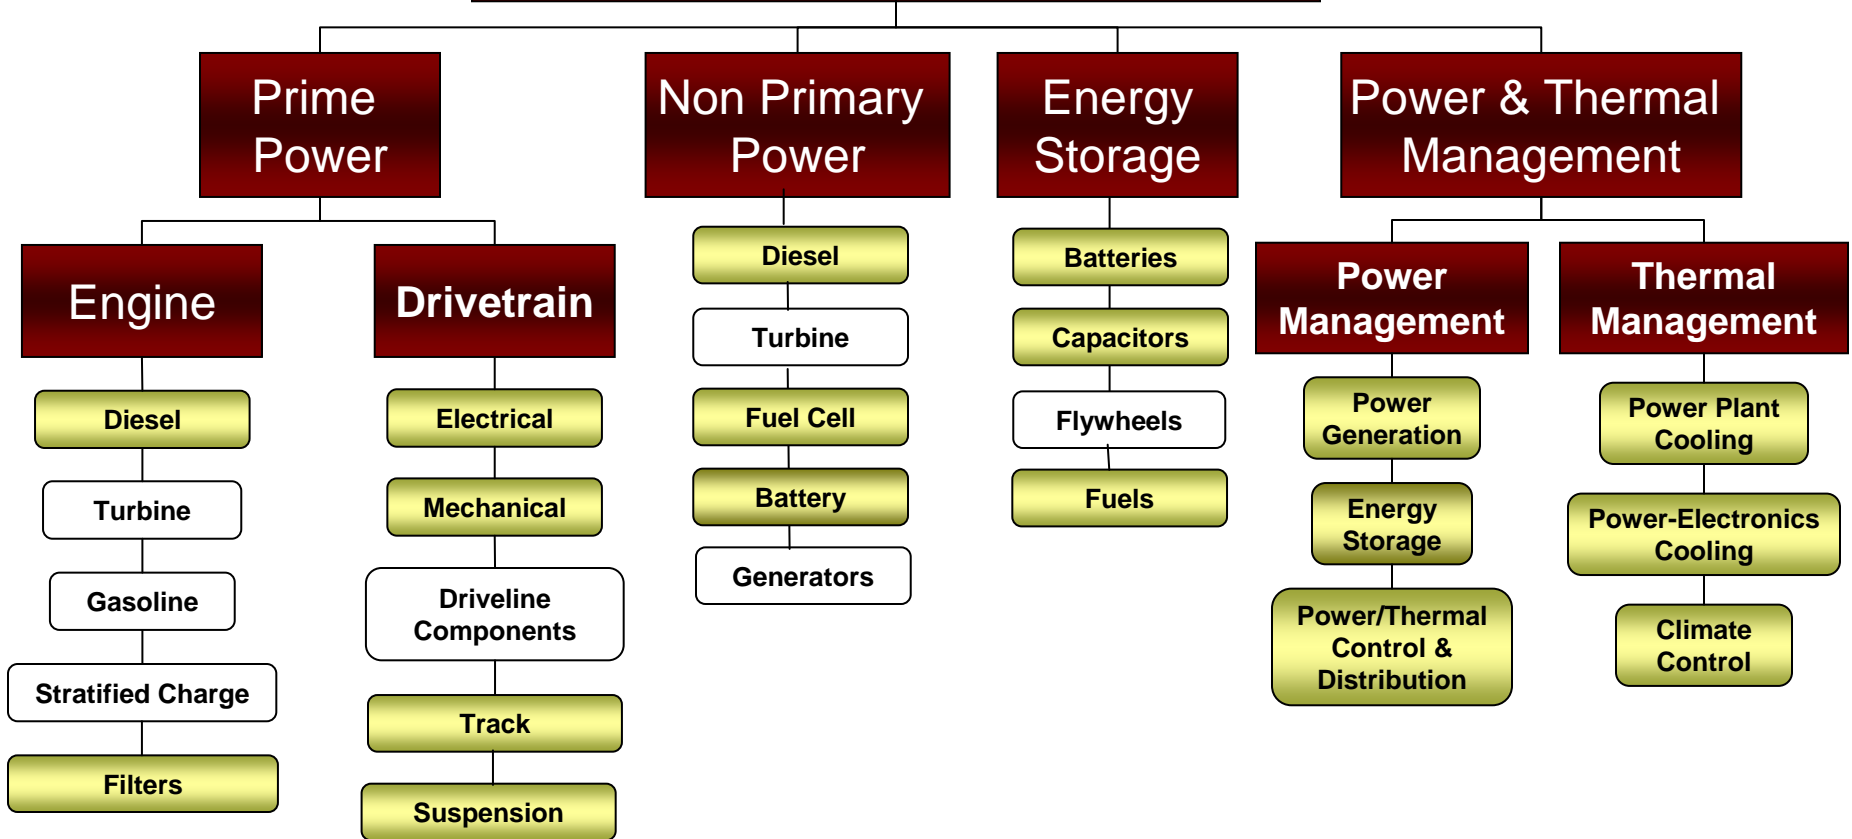 Prime
Power
Non Primary
Power
Energy
Storage
Power & Thermal
Management
Engine
Diesel
Turbine
Gasoline
Stratified Charge
Filters
Drivetrain
Electrical
Mechanical
Driveline
Components
Track
Suspension
Diesel
Turbine
Fuel Cell
Battery
Generators
Batteries
Capacitors
Flywheels
Fuels
Power
Management
Power
Generation
Energy
Storage
Power/Thermal
Control &
Distribution
Thermal
Management
Power Plant
Cooling
Power-Electronics
Cooling
Climate
Control